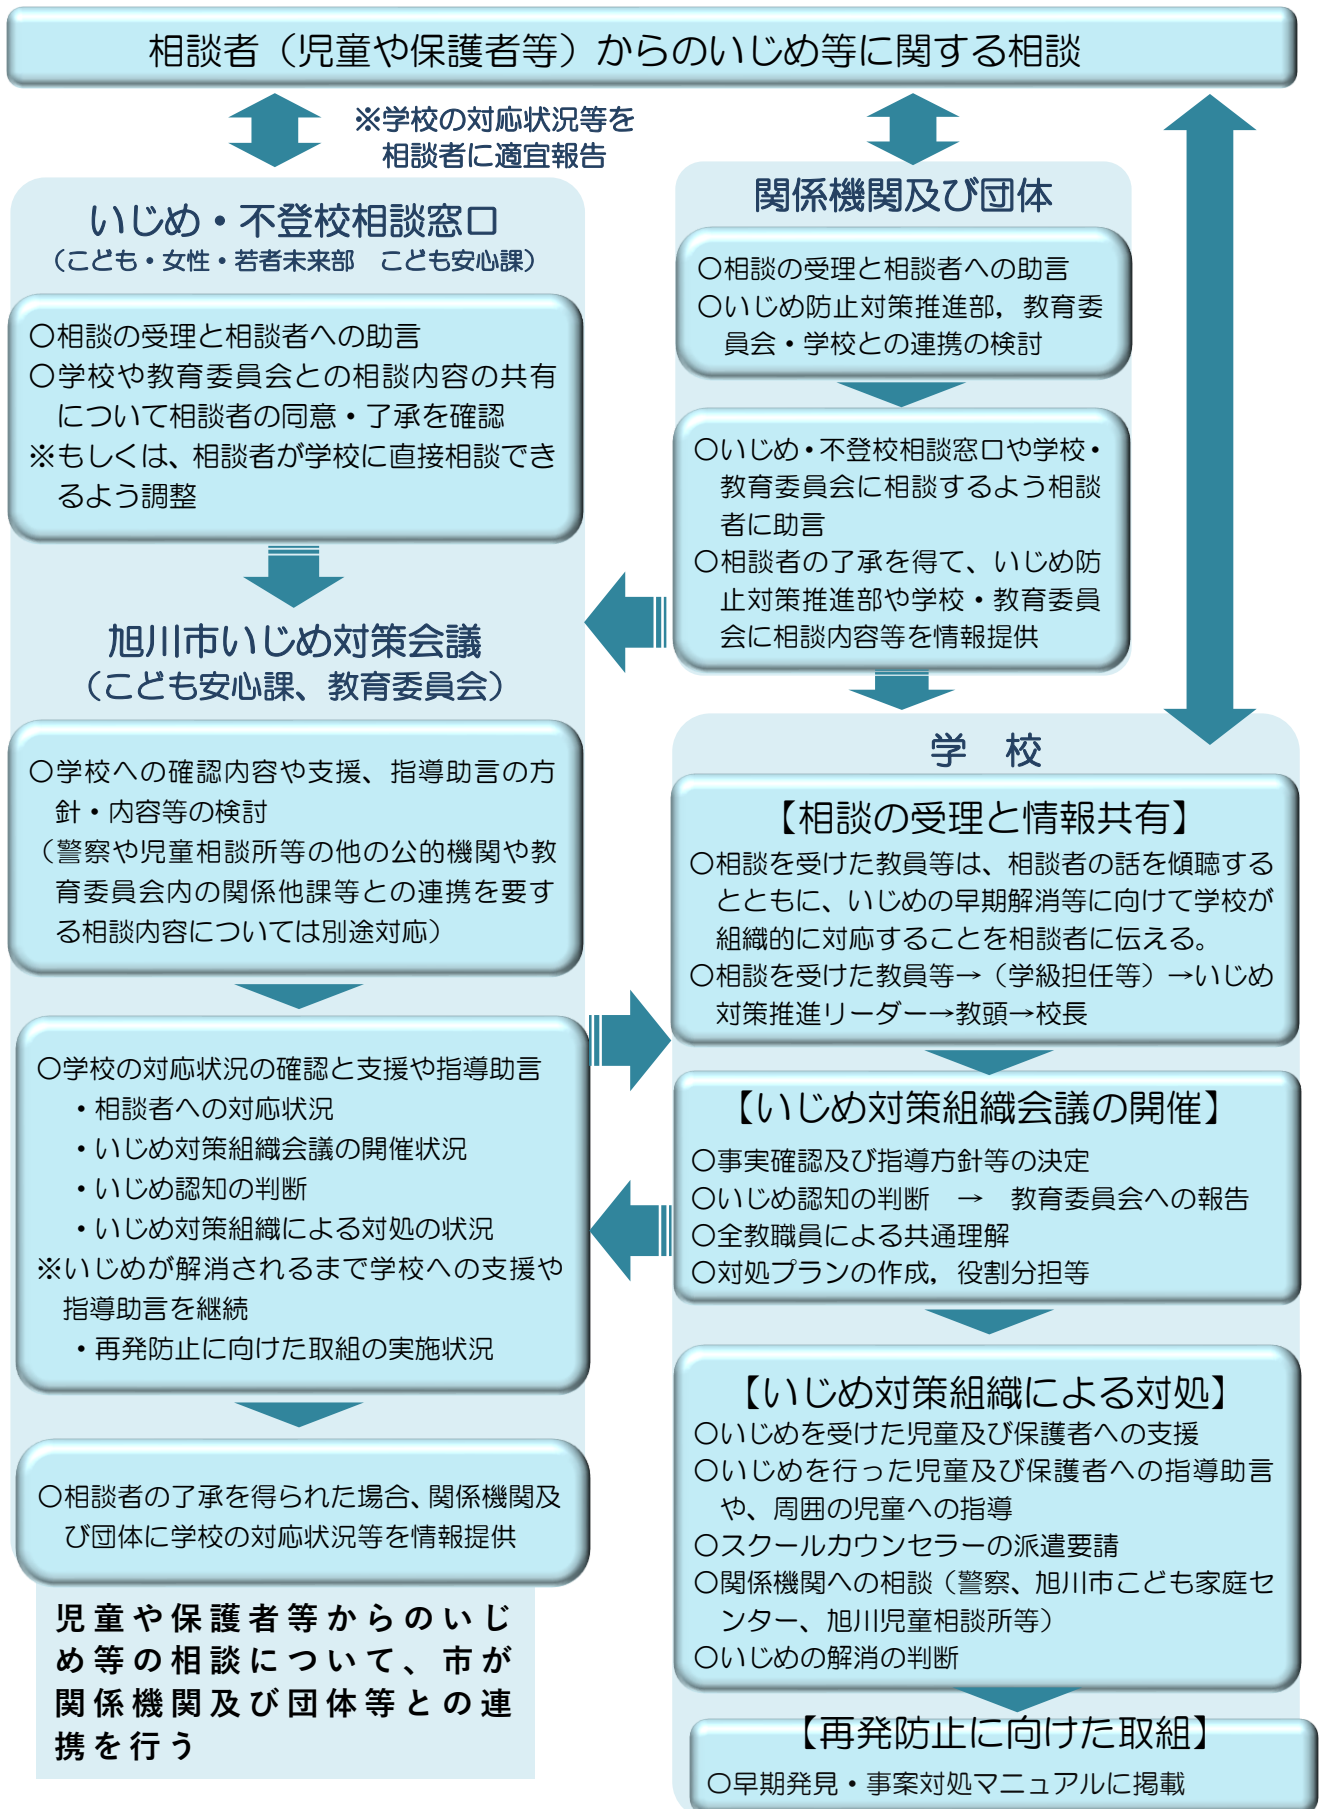 相談者（児童や保護者等）からのいじめ等に関する相談
※学校の対応状況等を
相談者に適宜報告
いじめ・不登校相談窓口
（こども・女性・若者未来部　こども安心課）
〇相談の受理と相談者への助言
〇学校や教育委員会との相談内容の共有
について相談者の同意・了承を確認
※もしくは、相談者が学校に直接相談でき
るよう調整
旭川市いじめ対策会議
（こども安心課、教育委員会）
〇学校への確認内容や支援、指導助言の方
針・内容等の検討
（警察や児童相談所等の他の公的機関や教
育委員会内の関係他課等との連携を要す
る相談内容については別途対応）
〇学校の対応状況の確認と支援や指導助言
・相談者への対応状況
・いじめ対策組織会議の開催状況
・いじめ認知の判断
・いじめ対策組織による対処の状況
※いじめが解消されるまで学校への支援や
指導助言を継続
・再発防止に向けた取組の実施状況
〇相談者の了承を得られた場合、関係機関及
び団体に学校の対応状況等を情報提供
児童や保護者等からのいじ
め等の相談について、市が
関係機関及び団体等との連
携を行う
関係機関及び団体
〇相談の受理と相談者への助言
〇いじめ防止対策推進部，教育委
員会・学校との連携の検討
〇いじめ・不登校相談窓口や学校・
教育委員会に相談するよう相談
者に助言
〇相談者の了承を得て、いじめ防
止対策推進部や学校・教育委員
会に相談内容等を情報提供
学　校
【相談の受理と情報共有】
〇相談を受けた教員等は、相談者の話を傾聴する
とともに、いじめの早期解消等に向けて学校が
組織的に対応することを相談者に伝える。
〇相談を受けた教員等→（学級担任等）→いじめ
対策推進リーダー→教頭→校長
【いじめ対策組織会議の開催】
〇事実確認及び指導方針等の決定
〇いじめ認知の判断　→　教育委員会への報告
〇全教職員による共通理解
〇対処プランの作成，役割分担等
【いじめ対策組織による対処】
〇いじめを受けた児童及び保護者への支援
〇いじめを行った児童及び保護者への指導助言
や、周囲の児童への指導
〇スクールカウンセラーの派遣要請
〇関係機関への相談（警察、旭川市こども家庭セ
ンター、旭川児童相談所等）
〇いじめの解消の判断
【再発防止に向けた取組】
〇早期発見・事案対処マニュアルに掲載